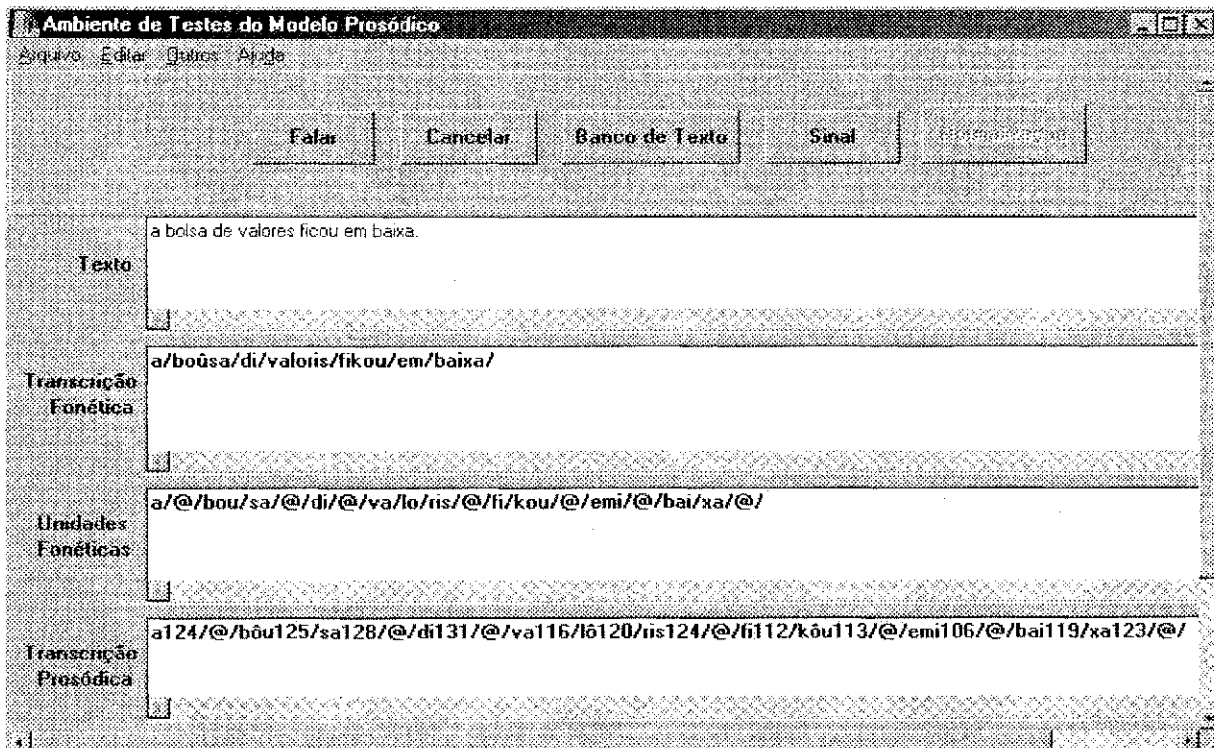 Ambiente de Testes do Modelo Prosódico
Arquivo Editar Outros Ajuda
Falar Cancelar Banco de Texto Sinal
Texto
a bolsa de valores ficou em baixa.
Transcrição
Fonética
a/boûsa/di/valoris/fikou/em/baixa/
Unidades
Fonéticas
a/@/bou/sa/@/di/@/va/lo/ris/@/fi/kou/@/emi/@/bai/xa/@/
Transcrição
Prosódica
a124/@/bôu125/sa128/@/di131/@/va116/lô120/ris124/@/fi112/kôu113/@/emi106/@/bai119/xa123/@/